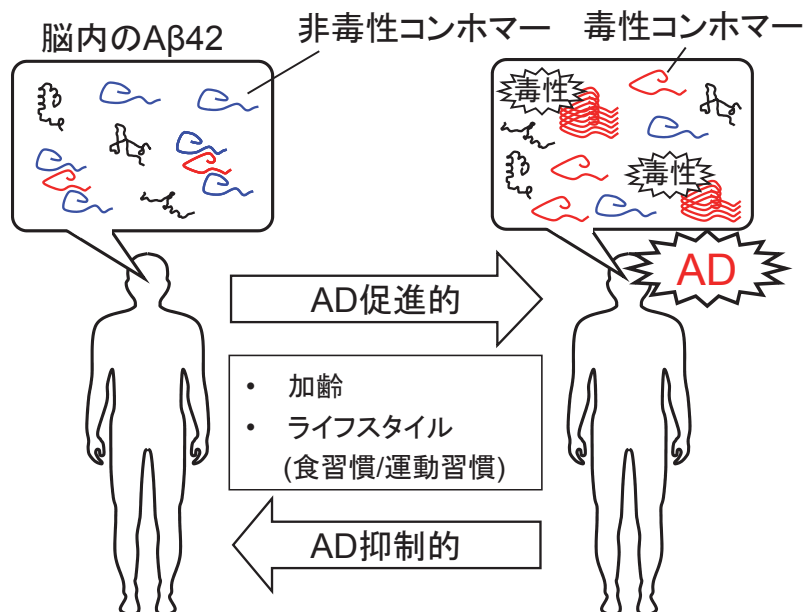 脳内のAβ42
非毒性コンホマー
毒性コンホマー
毒性
毒性
AD
AD促進的
• 加齢
• ライフスタイル
(食習慣/運動習慣)
AD抑制的